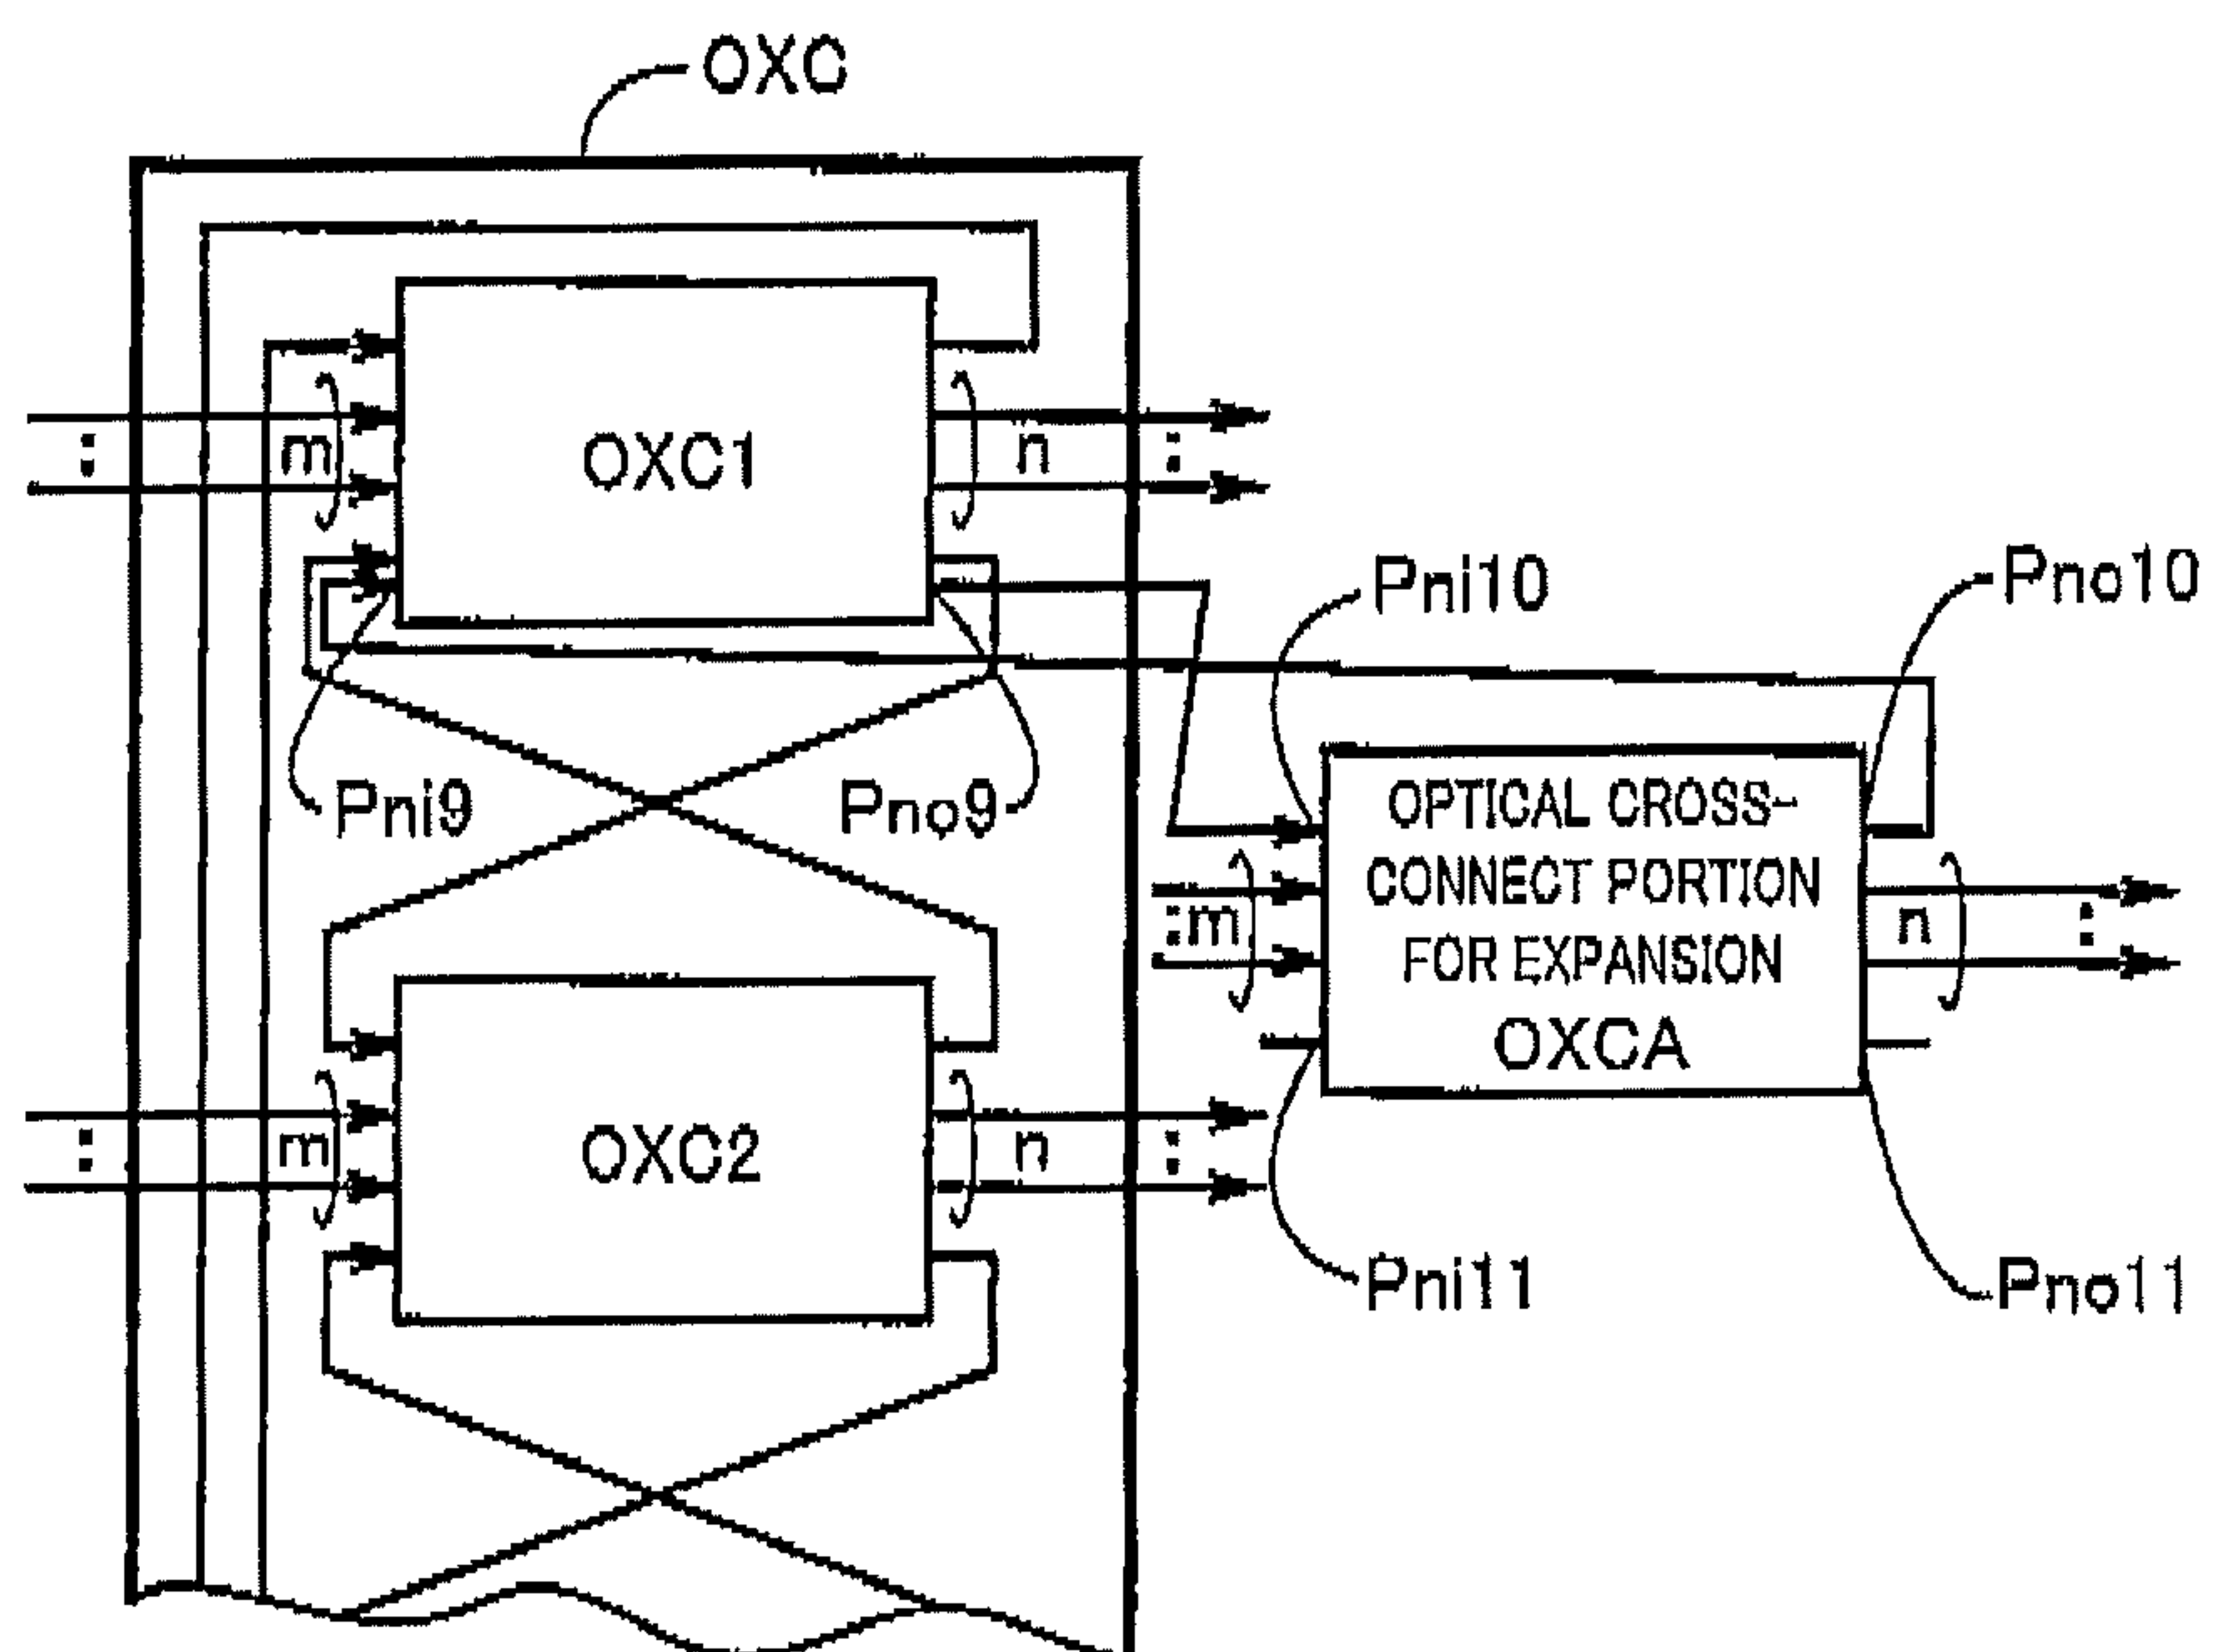 OXC
m
OXC1
n
Pni10
Pno10
Pni9
Pno9
OPTICAL CROSS-
CONNECT PORTION
FOR EXPANSION
OXCA
m
n
m
OXC2
n
Pni11
Pno11